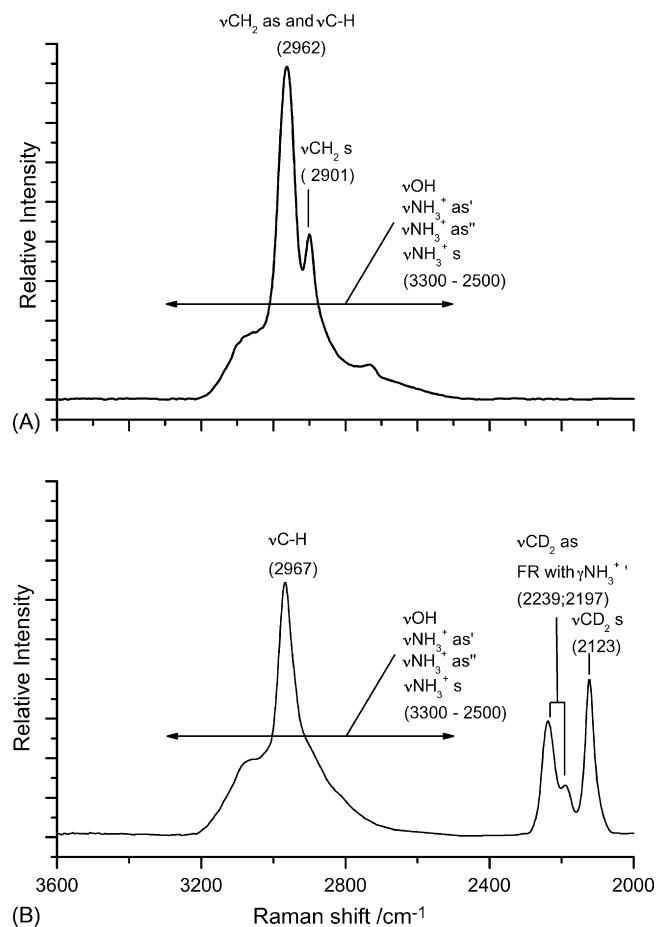 νCH₂ as and νC-H
(2962)
νCH₂ s
( 2901)
νOH
νNH₃⁺ as'
νNH₃⁺ as"
νNH₃⁺ s
(3300 - 2500)
Relative Intensity
(A)
νC-H
(2967)
νCD₂ as
FR with γNH₃⁺ '
(2239;2197)
νCD₂ s
(2123)
νOH
νNH₃⁺ as'
νNH₃⁺ as"
νNH₃⁺ s
(3300 - 2500)
Relative Intensity
3600 3200 2800 2400 2000
(B) Raman shift /cm⁻¹